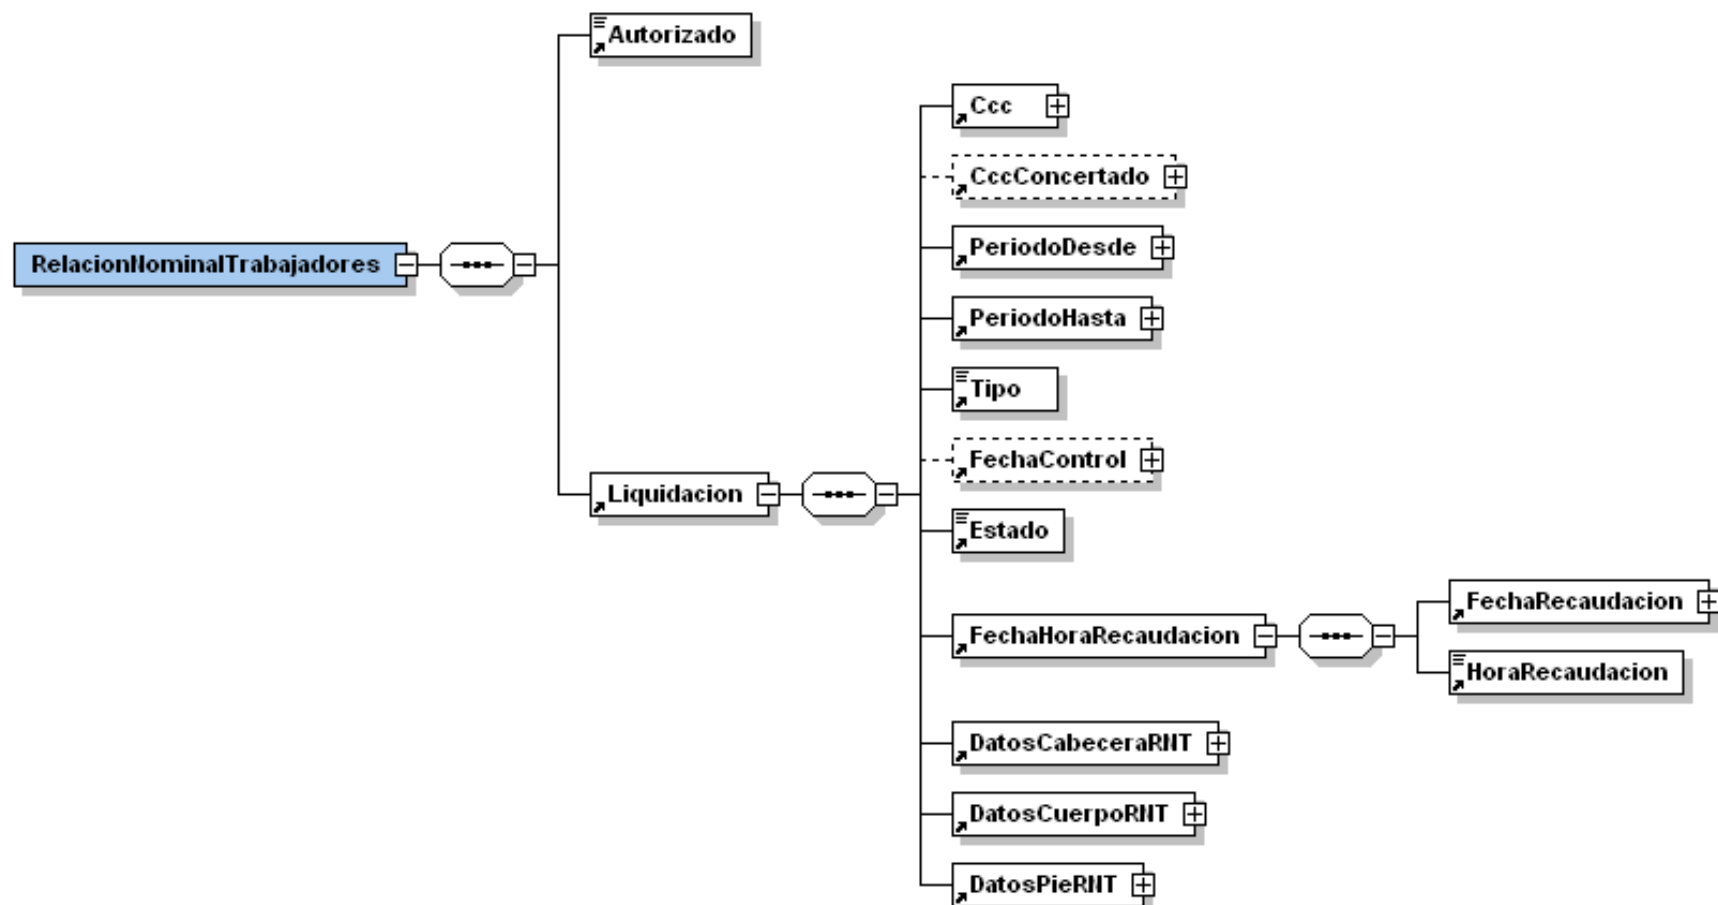 Autorizado
Ccc
CccConcertado
PeriodoDesde
RelacionNominalTrabajadores
PeriodoHasta
Tipo
FechaControl
Liquidacion
Estado
FechaRecaudacion
FechaHoraRecaudacion
HoraRecaudacion
DatosCabeceraRNT
DatosCuerpoRNT
DatosPieRNT